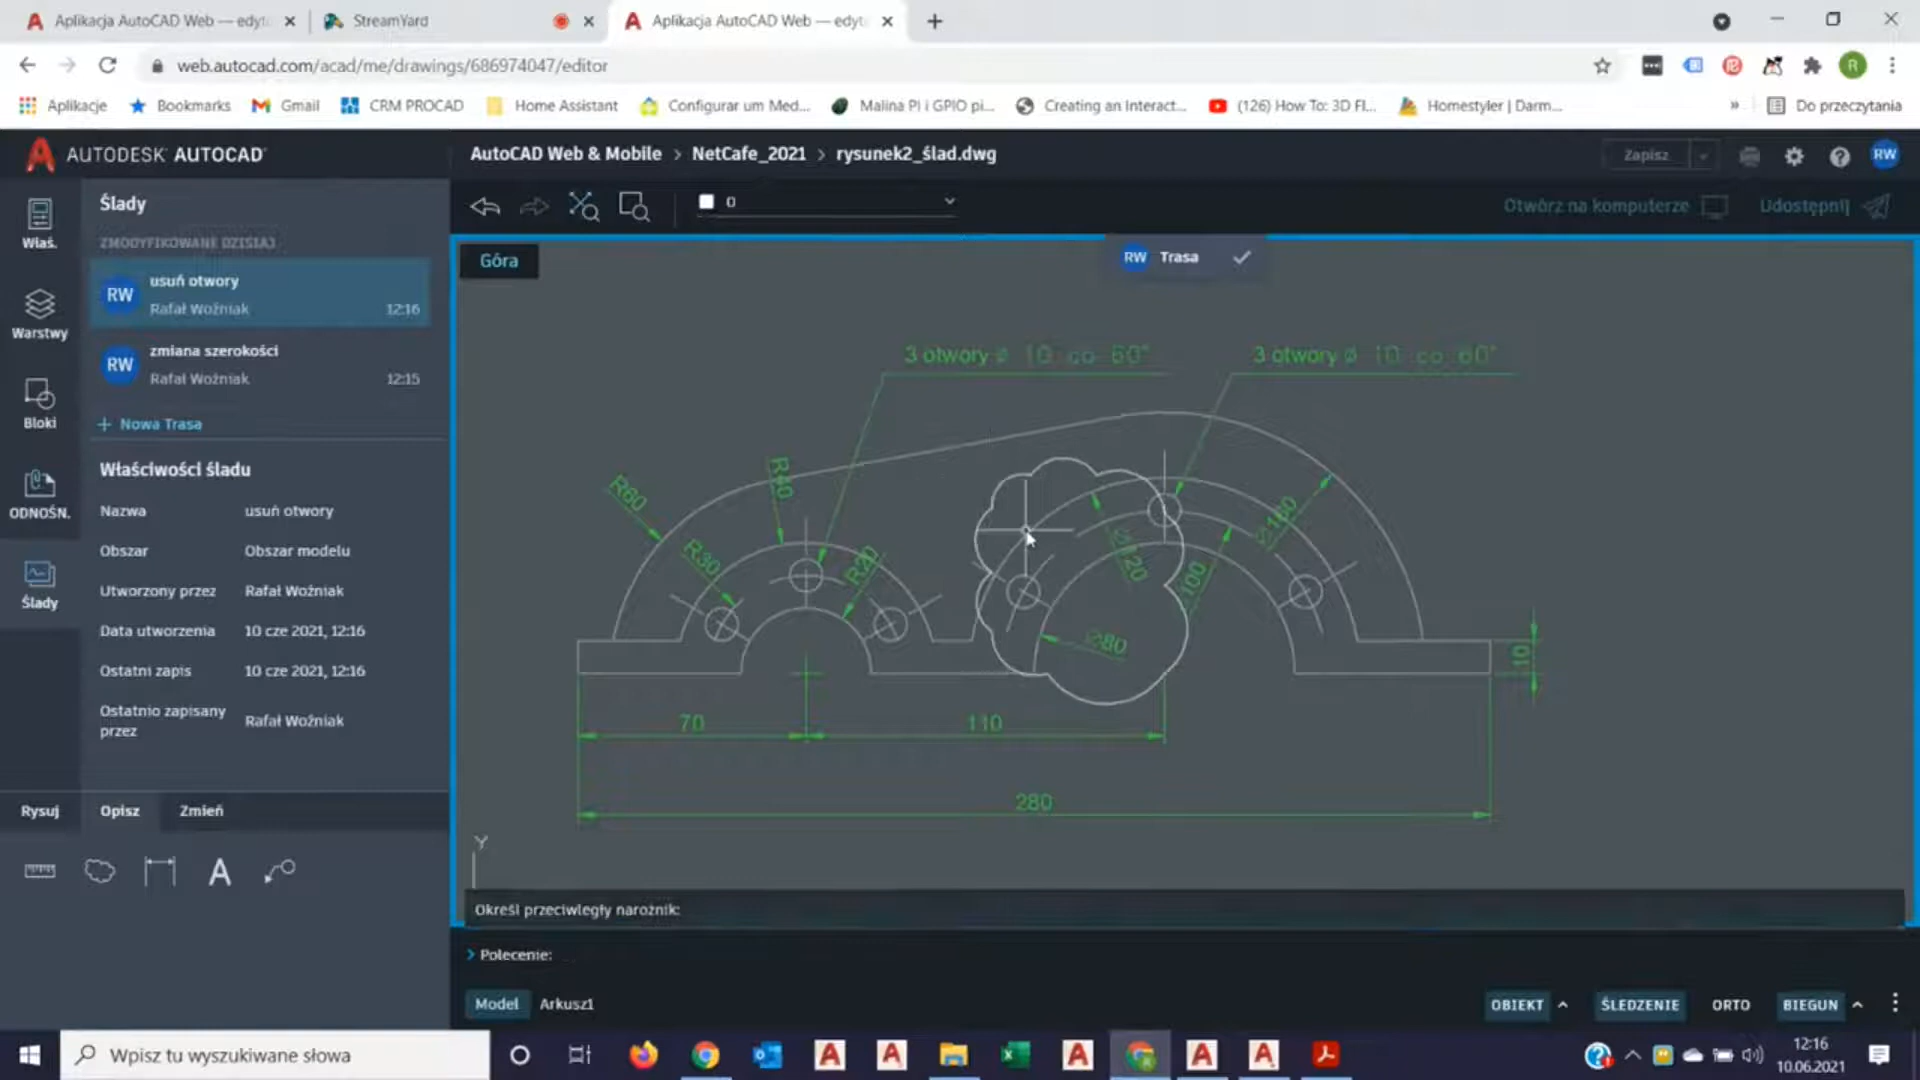 Aplikacja AutoCAD Web — edyt
StreamYard
Aplikacja AutoCAD Web — edyt
web.autocad.com/acad/me/drawings/686974047/editor
R
Aplikacje
Bookmarks
Gmail
CRM PROCAD
Home Assistant
Configurar um Med...
Malina PI i GPIO pi...
Creating an Interact...
(126) How To: 3D Fl...
Homestyler | Darm...
»
Do przeczytania
AUTODESK AUTOCAD
AutoCAD Web & Mobile > NetCafe_2021 > rysunek2_ślad.dwg
Zapisz
RW
Właś.
Warstwy
Bloki
ODNOŚN.
Ślady
Ślady
ZMODYFIKOWANE DZISIAJ
RW
usuń otwory
Rafał Woźniak
12:16
RW
zmiana szerokości
Rafał Woźniak
12:15
+ Nowa Trasa
Właściwości śladu
Nazwa usuń otwory
Obszar Obszar modelu
Utworzony przez Rafał Woźniak
Data utworzenia 10 cze 2021, 12:16
Ostatni zapis 10 cze 2021, 12:16
Ostatnio zapisany
przez
Rafał Woźniak
Rysuj
Opisz
Zmień
A
0
Otwórz na komputerze
Udostępnij
Góra
RW Trasa
3 otwory ø 10 co 60°
3 otwory ø 10 co 60°
R60
R40
R30
R20
∅120
100
∅160
∅80
10
70
110
280
Y
Określ przeciwległy narożnik:
> Polecenie:
Model
Arkusz1
OBIEKT
ŚLEDZENIE
ORTO
BIEGUN
Wpisz tu wyszukiwane słowa
12:16
10.06.2021